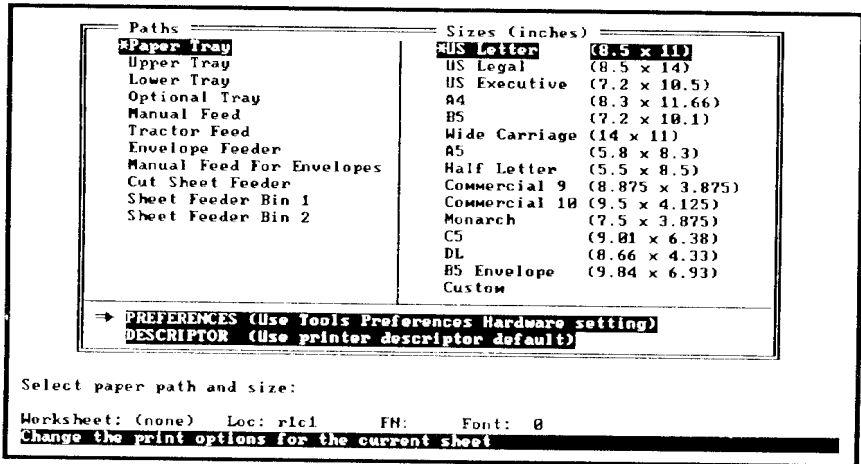 Paths
*Paper Tray
Upper Tray
Lower Tray
Optional Tray
Manual Feed
Tractor Feed
Envelope Feeder
Manual Feed For Envelopes
Cut Sheet Feeder
Sheet Feeder Bin 1
Sheet Feeder Bin 2
Sizes (inches)
*US Letter (8.5 x 11)
US Legal (8.5 x 14)
US Executive (7.2 x 10.5)
A4 (8.3 x 11.66)
B5 (7.2 x 10.1)
Wide Carriage (14 x 11)
A5 (5.8 x 8.3)
Half Letter (5.5 x 8.5)
Commercial 9 (8.875 x 3.875)
Commercial 10 (9.5 x 4.125)
Monarch (7.5 x 3.875)
C5 (9.01 x 6.38)
DL (8.66 x 4.33)
B5 Envelope (9.84 x 6.93)
Custom
⇒ PREFERENCES (Use Tools Preferences Hardware setting)
DESCRIPTOR (Use printer descriptor default)
Select paper path and size:
Worksheet: (none) Loc: r1c1 FN: Font: 0
Change the print options for the current sheet